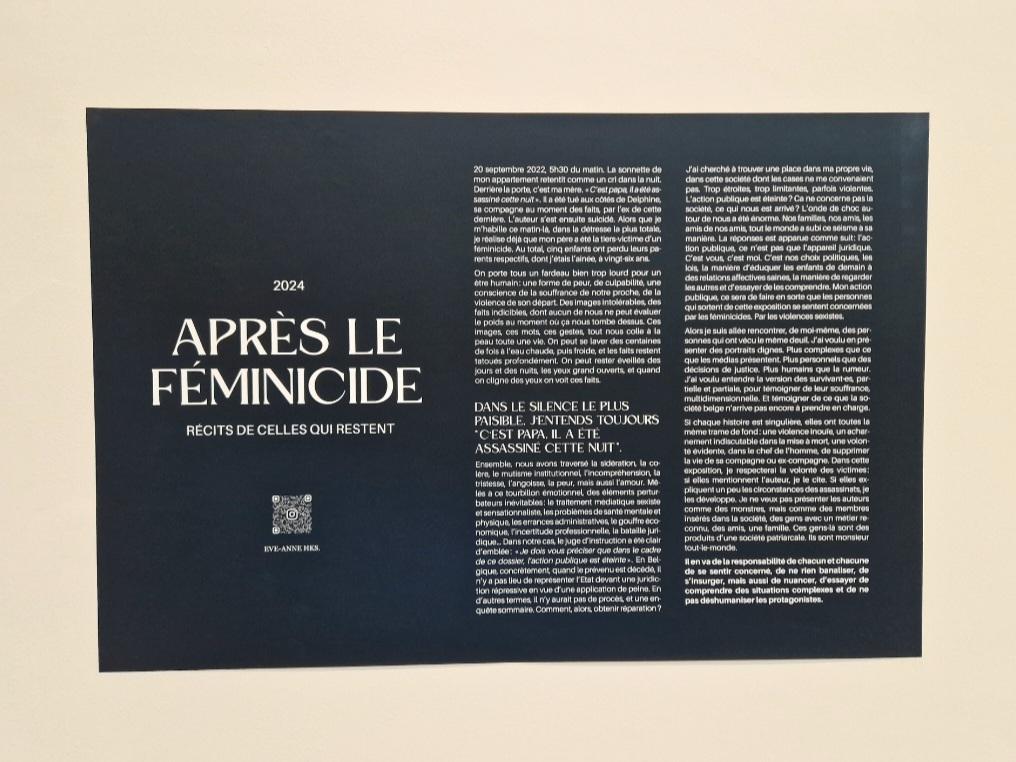 2024
APRÈS LE
FÉMINICIDE
RÉCITS DE CELLES QUI RESTENT
EVE-ANNE HKS.
20 septembre 2022, 5h30 du matin. La sonnette de
mon appartement retentit comme un cri dans la nuit.
Derrière la porte, c'est ma mère. « C'est papa, il a été as-
sassiné cette nuit ». Il a été tué aux côtés de Delphine,
sa compagne au moment des faits, par l'ex de cette
dernière. L'auteur s'est ensuite suicidé. Alors que je
m'habille ce matin-là, dans la détresse la plus totale,
je réalise déjà que mon père a été la tiers-victime d'un
féminicide. Au total, cinq enfants ont perdu leurs pa-
rents respectifs, dont j'étais l'aînée, à vingt-six ans.
On porte tous un fardeau bien trop lourd pour un
être humain: une forme de peur, de culpabilité, une
conscience de la souffrance de notre proche, de la
violence de son départ. Des images intolérables, des
faits indicibles, dont aucun de nous ne peut évaluer
le poids au moment où ça nous tombe dessus. Ces
images, ces mots, ces gestes, tout nous colle à la
peau toute une vie. On peut se laver des centaines
de fois à l'eau chaude, puis froide, et les faits restent
tatoués profondément. On peut rester éveillés des
jours et des nuits, les yeux grand ouverts, et quand
on cligne des yeux on voit ces faits.
DANS LE SILENCE LE PLUS
PAISIBLE, J'ENTENDS TOUJOURS
"C'EST PAPA, IL A ÉTÉ
ASSASSINÉ CETTE NUIT".
Ensemble, nous avons traversé la sidération, la co-
lère, le mutisme institutionnel, l'incompréhension, la
tristesse, l'angoisse, la peur, mais aussi l'amour. Mê-
lés à ce tourbillon émotionnel, des éléments pertur-
bateurs inévitables: le traitement médiatique sexiste
et sensationnaliste, les problèmes de santé mentale et
physique, les errances administratives, le gouffre éco-
nomique, l'incertitude professionnelle, la bataille juri-
dique... Dans notre cas, le juge d'instruction a été clair
d'emblée: « Je dois vous préciser que dans le cadre
de ce dossier, l'action publique est éteinte ». En Bel-
gique, concrètement, quand le prévenu est décédé, il
n'y a pas lieu de représenter l'Etat devant une juridic-
tion répressive en vue d'une application de peine. En
d'autres termes, il n'y aurait pas de procès, et une en-
quête sommaire. Comment, alors, obtenir réparation ?
J'ai cherché à trouver une place dans ma propre vie,
dans cette société dont les cases ne me convenaient
pas. Trop étroites, trop limitantes, parfois violentes.
L'action publique est éteinte? Ca ne concerne pas la
société, ce qui nous est arrivé? L'onde de choc au-
tour de nous a été énorme. Nos familles, nos amis, les
amis de nos amis, tout le monde a subi ce séisme à sa
manière. La réponses est apparue comme suit: l'ac-
tion publique, ce n'est pas que l'appareil juridique.
C'est vous, c'est moi. C'est nos choix politiques, les
lois, la manière d'éduquer les enfants de demain à
des relations affectives saines, la manière de regarder
les autres et d'essayer de les comprendre. Mon action
publique, ce sera de faire en sorte que les personnes
qui sortent de cette exposition se sentent concernées
par les féminicides. Par les violences sexistes.
Alors je suis allée rencontrer, de moi-même, des per-
sonnes qui ont vécu le même deuil. J'ai voulu en pré-
senter des portraits dignes. Plus complexes que ce
que les médias présentent. Plus personnels que des
décisions de justice. Plus humains que la rumeur.
J'ai voulu entendre la version des survivant·es, par-
tielle et partiale, pour témoigner de leur souffrance,
multidimensionnelle. Et témoigner de ce que la so-
ciété belge n'arrive pas encore à prendre en charge.
Si chaque histoire est singulière, elles ont toutes la
même trame de fond: une violence inouïe, un achar-
nement indiscutable dans la mise à mort, une volon-
té évidente, dans le chef de l'homme, de supprimer
la vie de sa compagne ou ex-compagne. Dans cette
exposition, je respecterai la volonté des victimes:
si elles mentionnent l'auteur, je le cite. Si elles ex-
pliquent un peu les circonstances des assassinats, je
les développe. Je ne veux pas présenter les auteurs
comme des monstres, mais comme des membres
insérés dans la société, des gens avec un métier re-
connu, des amis, une famille. Ces gens-là sont des
produits d'une société patriarcale. Ils sont monsieur
tout-le-monde.
Il en va de la responsabilité de chacun et chacune
de se sentir concerné, de ne rien banaliser, de
s'insurger, mais aussi de nuancer, d'essayer de
comprendre des situations complexes et de ne
pas déshumaniser les protagonistes.